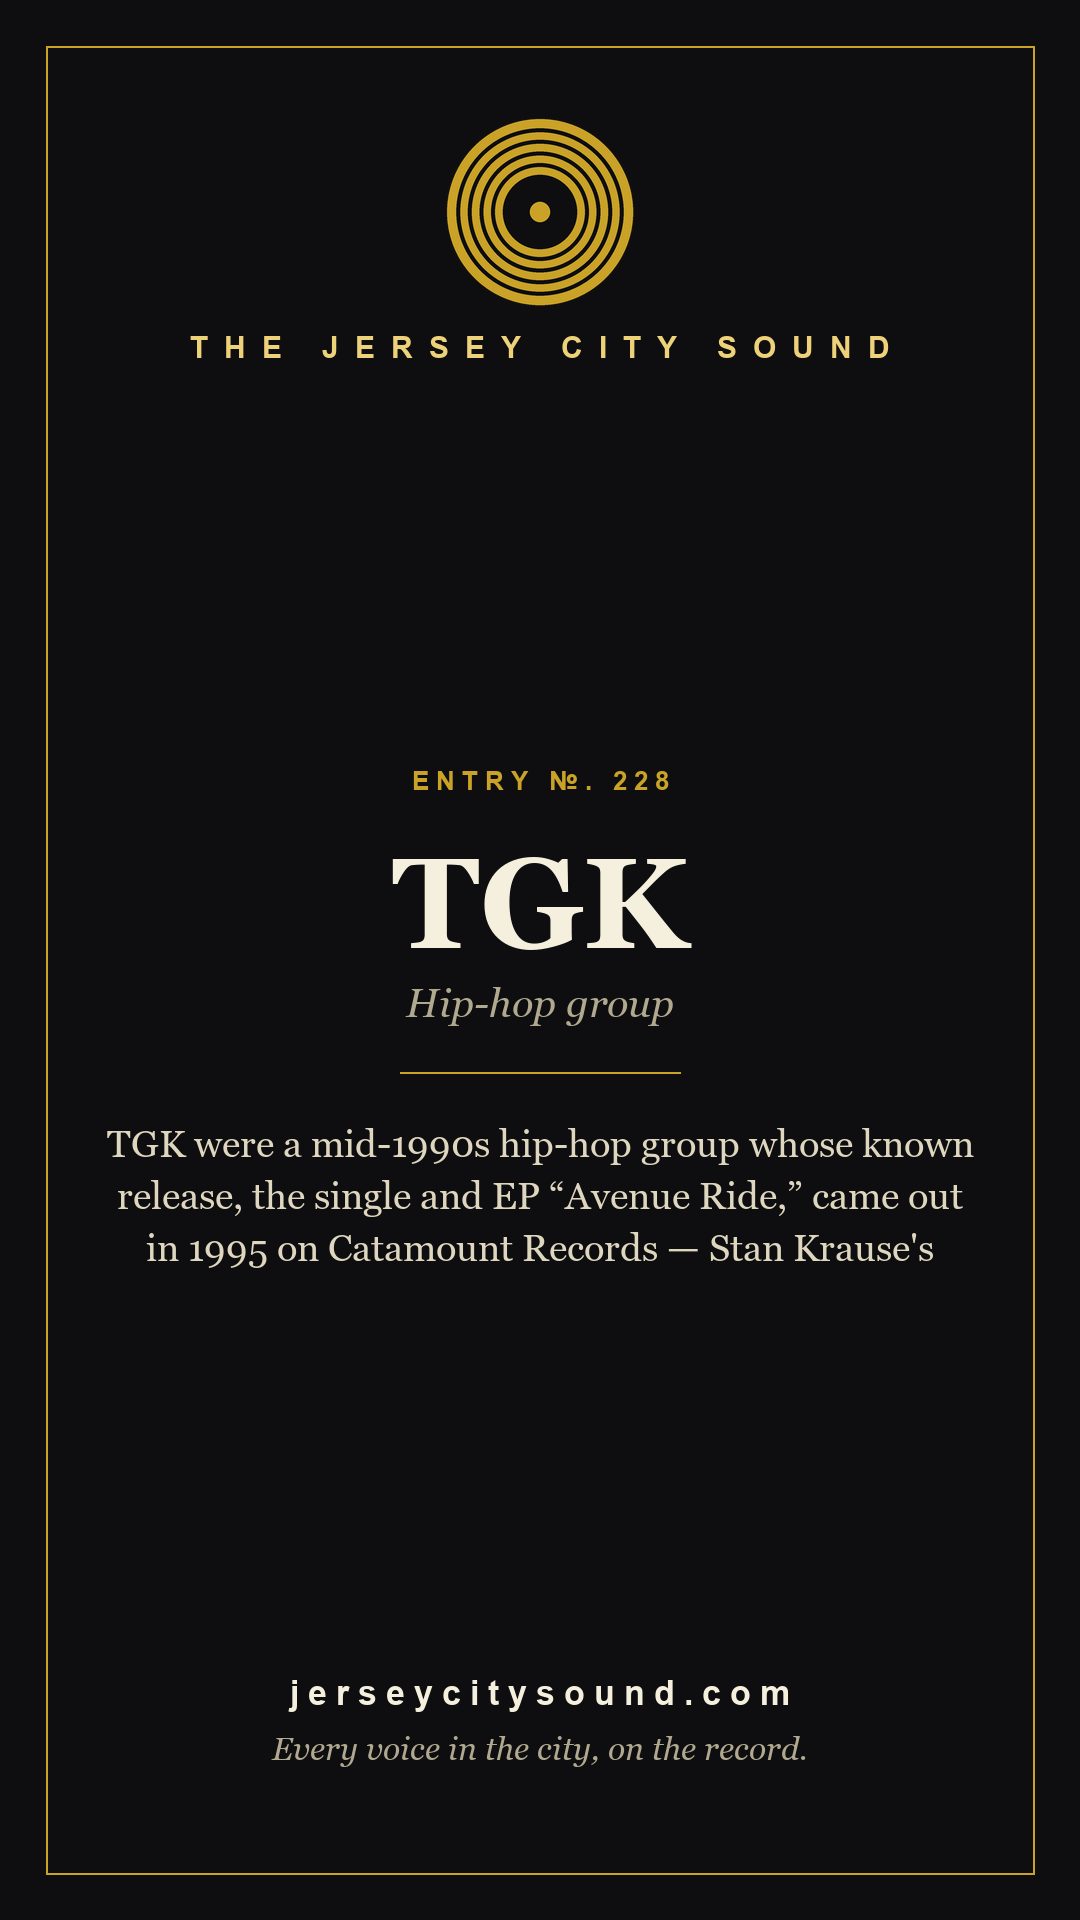 THE JERSEY CITY SOUND
ENTRY №. 228
TGK
Hip-hop group
TGK were a mid-1990s hip-hop group whose known
release, the single and EP “Avenue Ride,” came out
in 1995 on Catamount Records — Stan Krause's
jerseycitysound.com
Every voice in the city, on the record.